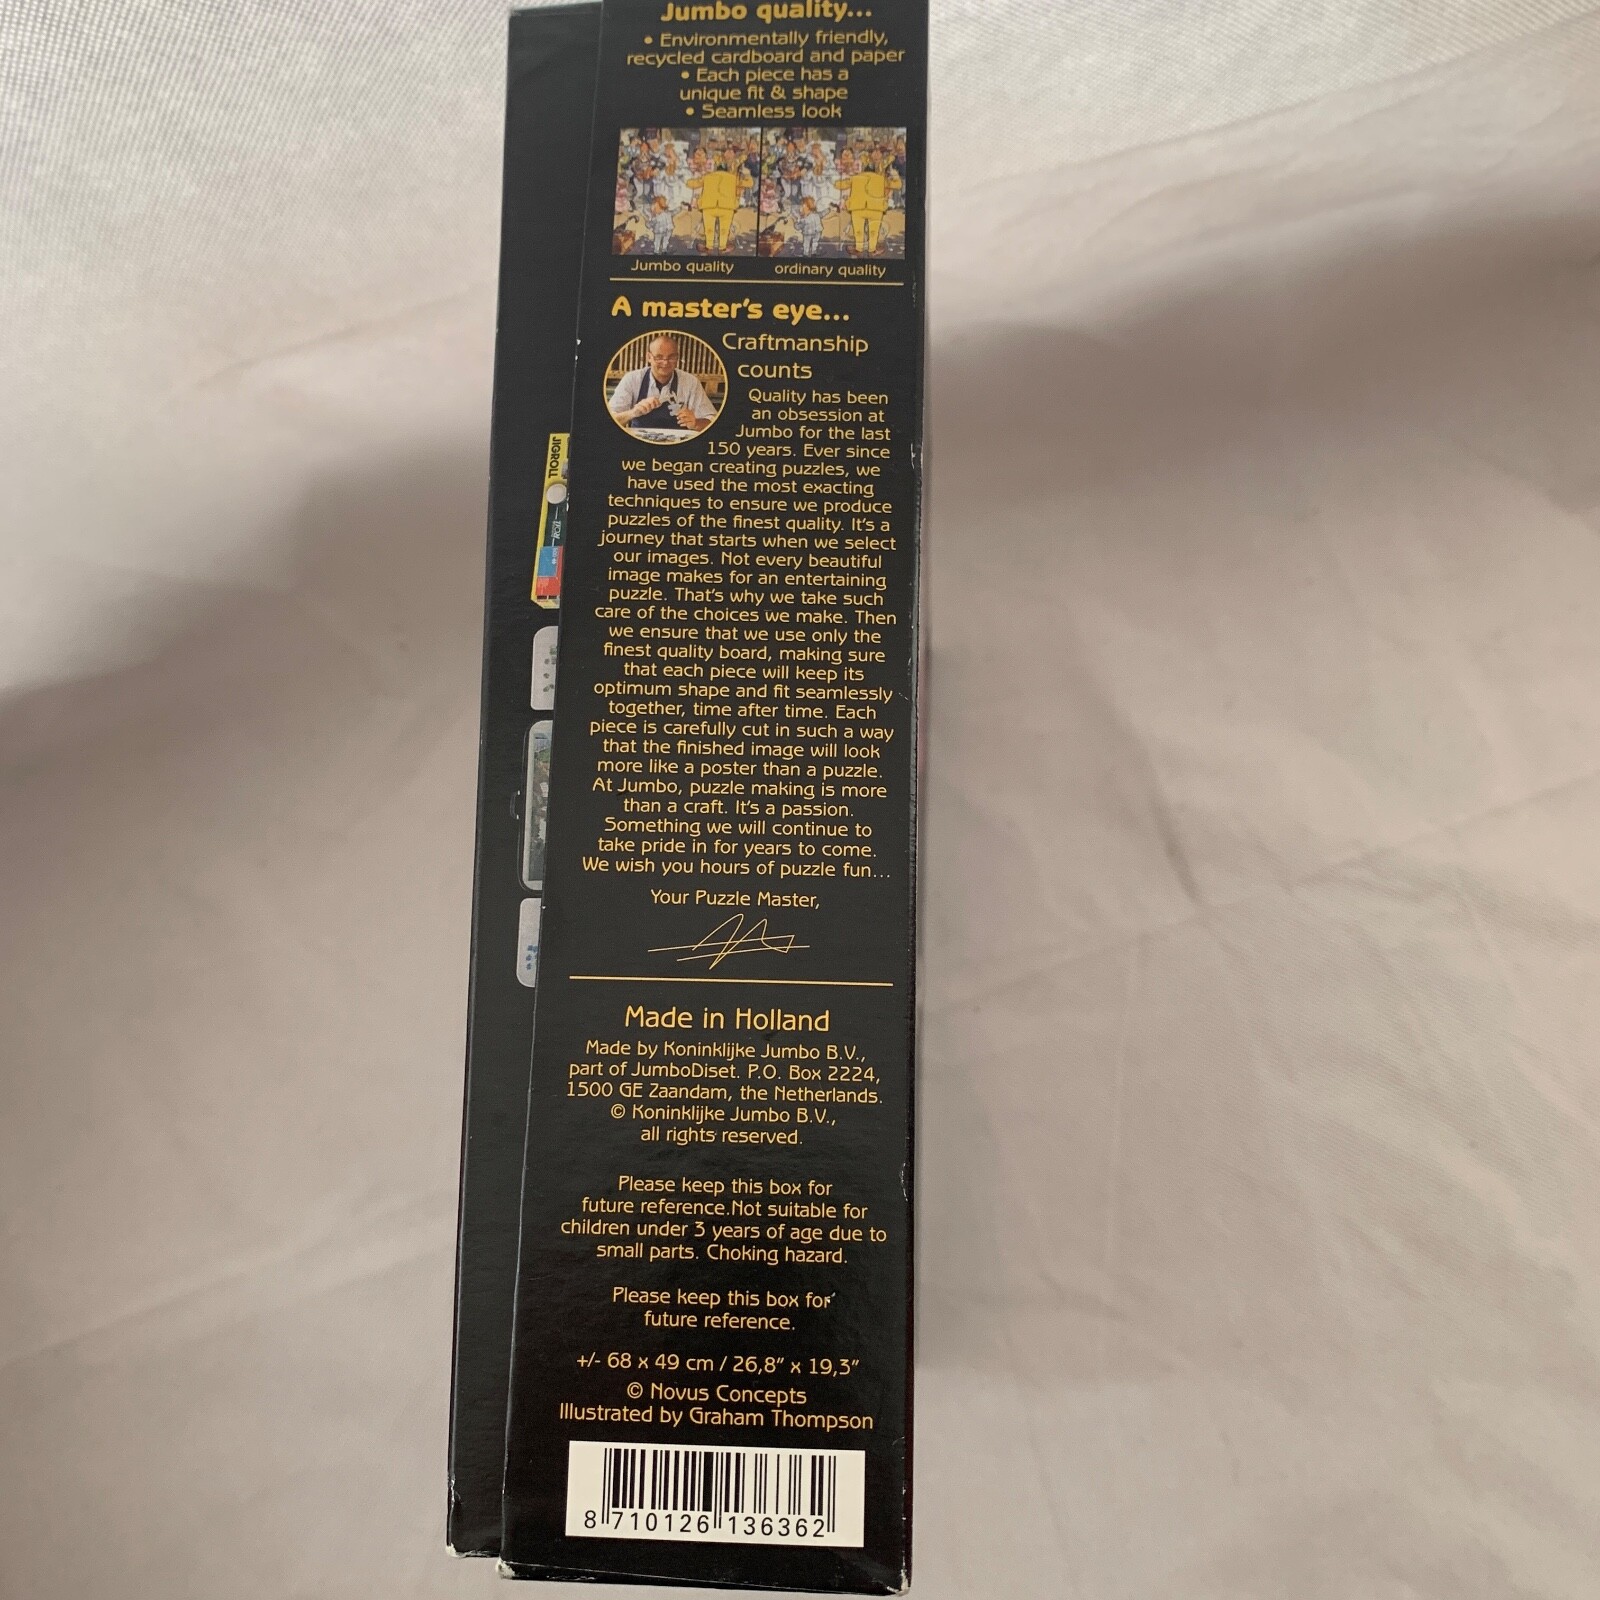 Jumbo quality...
• Environmentally friendly,
recycled cardboard and paper
• Each piece has a
unique fit & shape
• Seamless look
Jumbo quality
ordinary quality
A master's eye...
Craftmanship
counts
Quality has been
an obsession at
Jumbo for the last
150 years. Ever since
we began creating puzzles, we
have used the most exacting
techniques to ensure we produce
puzzles of the finest quality. It's a
journey that starts when we select
our images. Not every beautiful
image makes for an entertaining
puzzle. That's why we take such
care of the choices we make. Then
we ensure that we use only the
finest quality board, making sure
that each piece will keep its
optimum shape and fit seamlessly
together, time after time. Each
piece is carefully cut in such a way
that the finished image will look
more like a poster than a puzzle.
At Jumbo, puzzle making is more
than a craft. It's a passion.
Something we will continue to
take pride in for years to come.
We wish you hours of puzzle fun...
Your Puzzle Master,
Made in Holland
Made by Koninklijke Jumbo B.V.,
part of JumboDiset. P.O. Box 2224,
1500 GE Zaandam, the Netherlands.
© Koninklijke Jumbo B.V.,
all rights reserved.
Please keep this box for
future reference.Not suitable for
children under 3 years of age due to
small parts. Choking hazard.
Please keep this box for
future reference.
+/- 68 x 49 cm / 26,8" x 19,3"
© Novus Concepts
Illustrated by Graham Thompson
8 710126 136362
JIGROLL